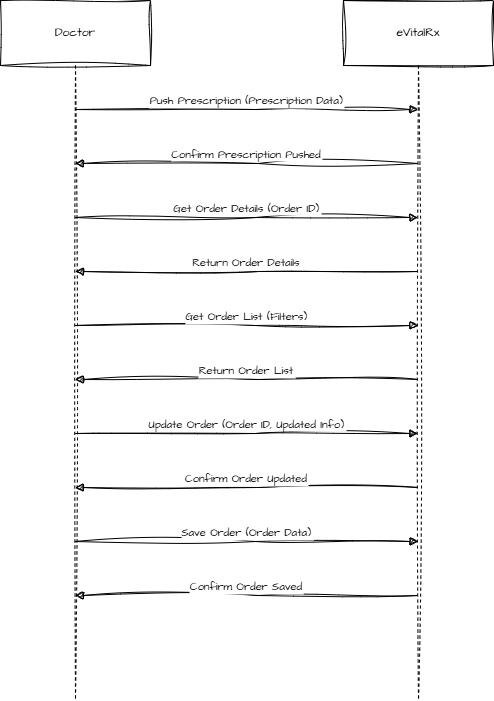 Doctor
eVitalRx
Push Prescription (Prescription Data)
Confirm Prescription Pushed
Get Order Details (Order ID)
Return Order Details
Get Order List (Filters)
Return Order List
Update Order (Order ID, Updated Info)
Confirm Order Updated
Save Order (Order Data)
Confirm Order Saved